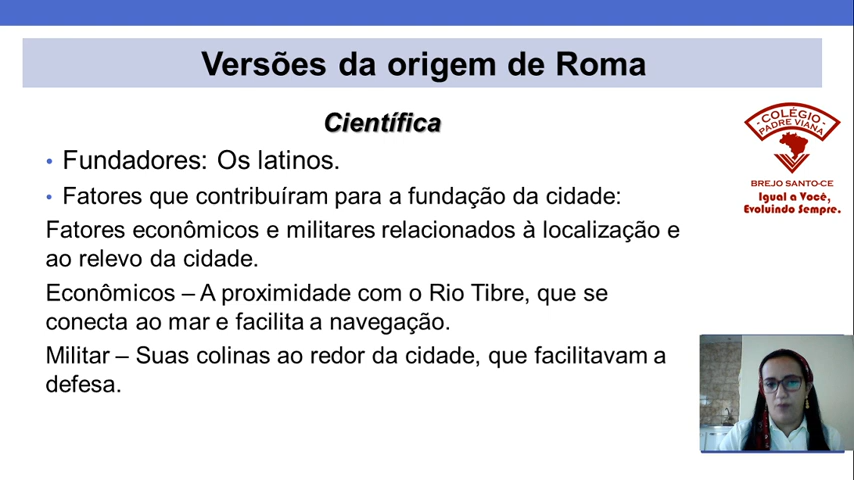 Versões da origem de Roma
Científica
• Fundadores: Os latinos.
• Fatores que contribuíram para a fundação da cidade:
Fatores econômicos e militares relacionados à localização e
ao relevo da cidade.
Econômicos – A proximidade com o Rio Tibre, que se
conecta ao mar e facilita a navegação.
Militar – Suas colinas ao redor da cidade, que facilitavam a
defesa.
COLÉGIO
PADRE VIANA
BREJO SANTO-CE
Igual a Você,
Evoluindo Sempre.